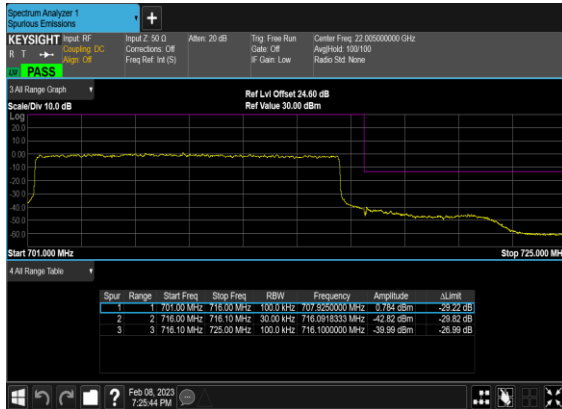 Spectrum Analyzer 1
Spurious Emissions
KEYSIGHT
R T
Input: RF
Coupling: DC
Align: Off
Input Z: 50 Ω
Corrections: Off
Freq Ref: Int (S)
Atten: 20 dB
Trig: Free Run
Gate: Off
IF Gain: Low
Center Freq: 22.005000000 GHz
Avg|Hold: 100/100
Radio Std: None
PASS
3 All Range Graph
Ref Lvl Offset 24.60 dB
Scale/Div 10.0 dB
Ref Value 30.00 dBm
Log
20.0
10.0
0.00
-10.0
-20.0
-30.0
-40.0
-50.0
-60.0
Start 701.000 MHz
Stop 725.000 MH
4 All Range Table
Spur Range Start Freq Stop Freq RBW Frequency Amplitude ΔLimit
1 1 701.00 MHz 716.00 MHz 100.0 kHz 707.9250000 MHz 0.784 dBm -29.22 dB
2 2 716.00 MHz 716.10 MHz 30.00 kHz 716.0918333 MHz -42.82 dBm -29.82 dB
3 3 716.10 MHz 725.00 MHz 100.0 kHz 716.1000000 MHz -39.99 dBm -26.99 dB
?
Feb 08, 2023
7:25:44 PM